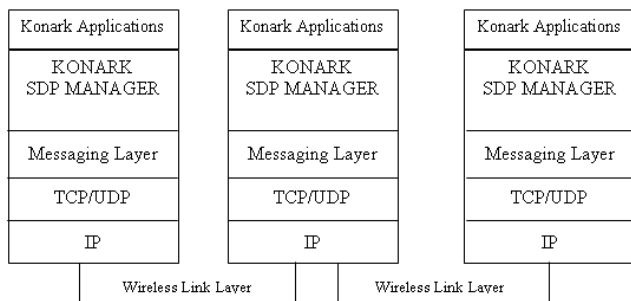 Konark Applications
KONARK
SDP MANAGER
Messaging Layer
TCP/UDP
IP
Konark Applications
KONARK
SDP MANAGER
Messaging Layer
TCP/UDP
IP
Konark Applications
KONARK
SDP MANAGER
Messaging Layer
TCP/UDP
IP
Wireless Link Layer
Wireless Link Layer